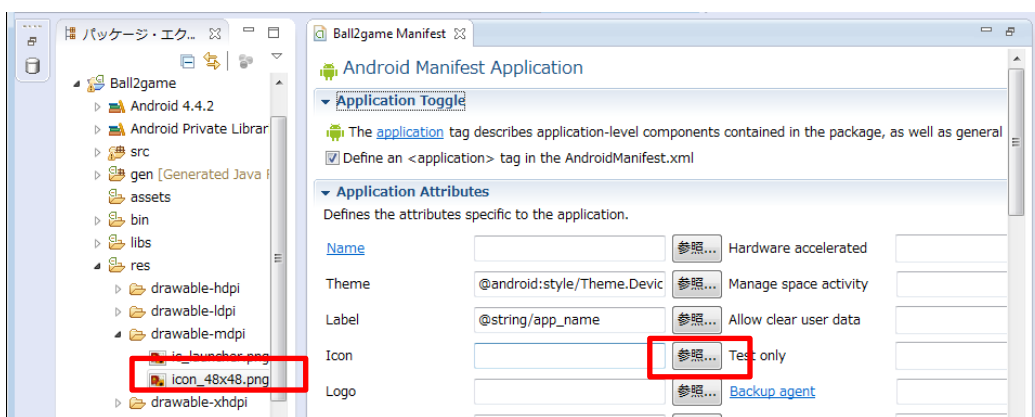 パッケージ・エク...
Ball2game
Android 4.4.2
Android Private Librar
src
gen [Generated Java F
assets
bin
libs
res
drawable-hdpi
drawable-ldpi
drawable-mdpi
ic_launcher.png
icon_48x48.png
drawable-xhdpi
Ball2game Manifest
Android Manifest Application
Application Toggle
The application tag describes application-level components contained in the package, as well as general
Define an <application> tag in the AndroidManifest.xml
Application Attributes
Defines the attributes specific to the application.
Name 参照... Hardware accelerated
Theme @android:style/Theme.Devic 参照... Manage space activity
Label @string/app_name 参照... Allow clear user data
Icon 参照... Test only
Logo 参照... Backup agent